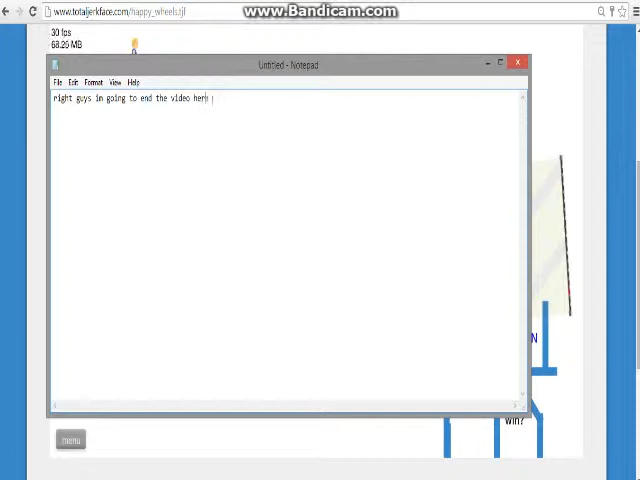 www.totaljerkface.com/happy_wheels.tjf
www.Bandicam.com
30 fps
68.26 MB
Untitled - Notepad
File Edit Format View Help
right guys im going to end the video herh
N
win?
menu